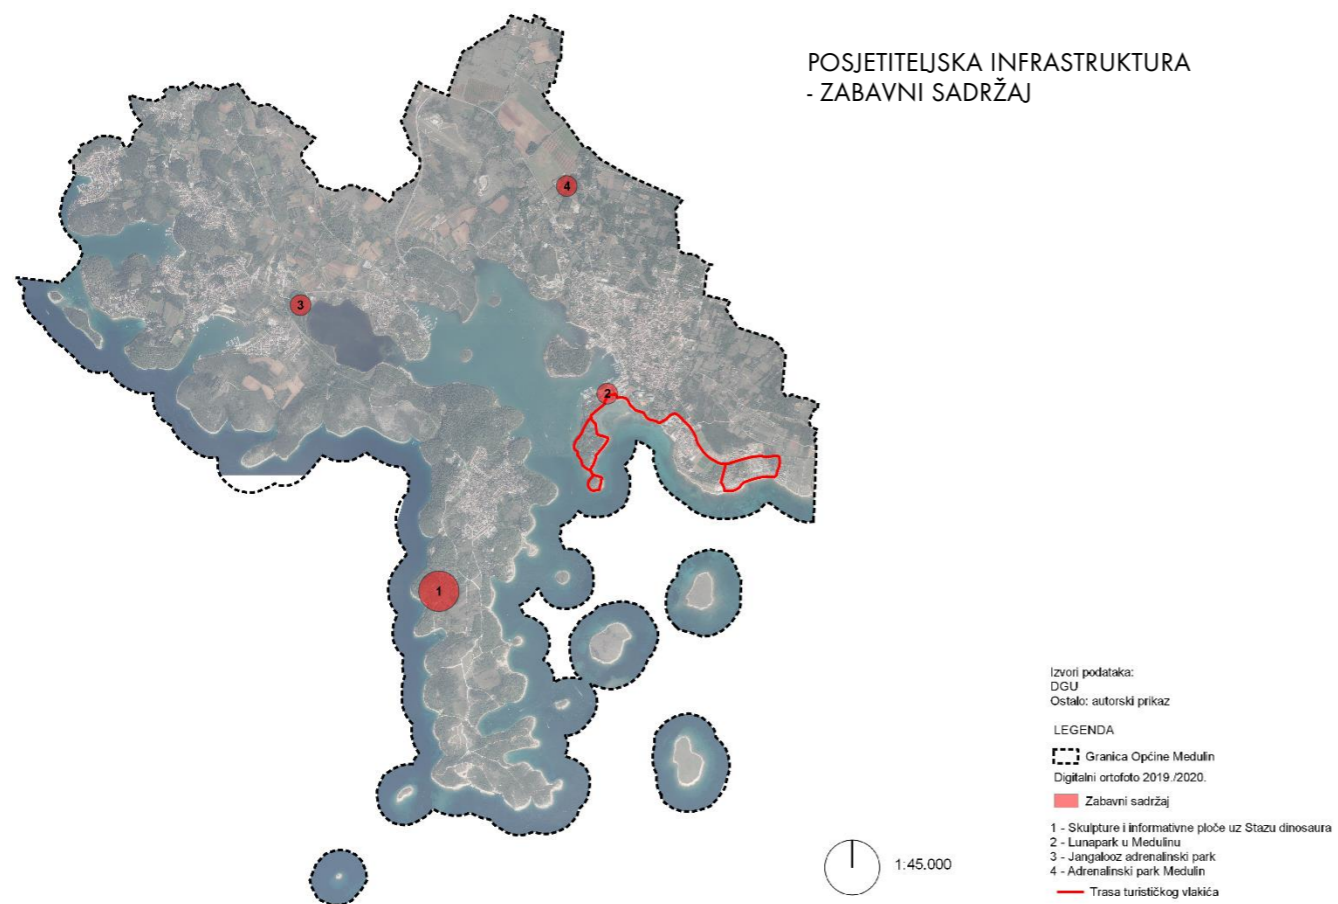 POSJETITELJSKA INFRASTRUKTURA
- ZABAVNI SADRŽAJ
4
3
2
1
Izvori podataka:
DGU
Ostalo: autorski prikaz
LEGENDA
Granica Općine Medulin
Digitalni ortofoto 2019./2020.
Zabavni sadržaj
1 - Skulpture i informativne ploče uz Stazu dinosaura
2 - Lunapark u Medulinu
3 - Jangalooz adrenalinski park
4 - Adrenalinski park Medulin
Trasa turističkog vlakića
1:45.000